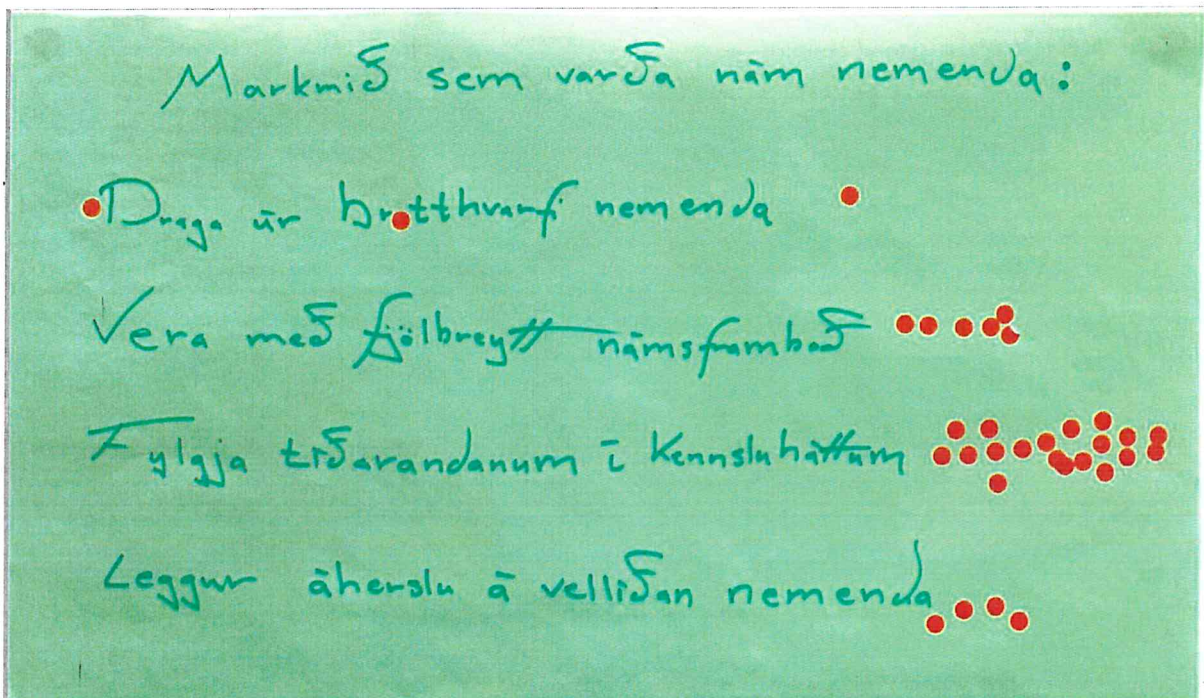 Markmið sem varða nám nemenda:
Draga úr brotthvarfi nemenda
Vera með fjölbreytt námsframboð
Fylgja tíðarandanum í kennsluháttum
Leggur áherslu á vellíðan nemenda